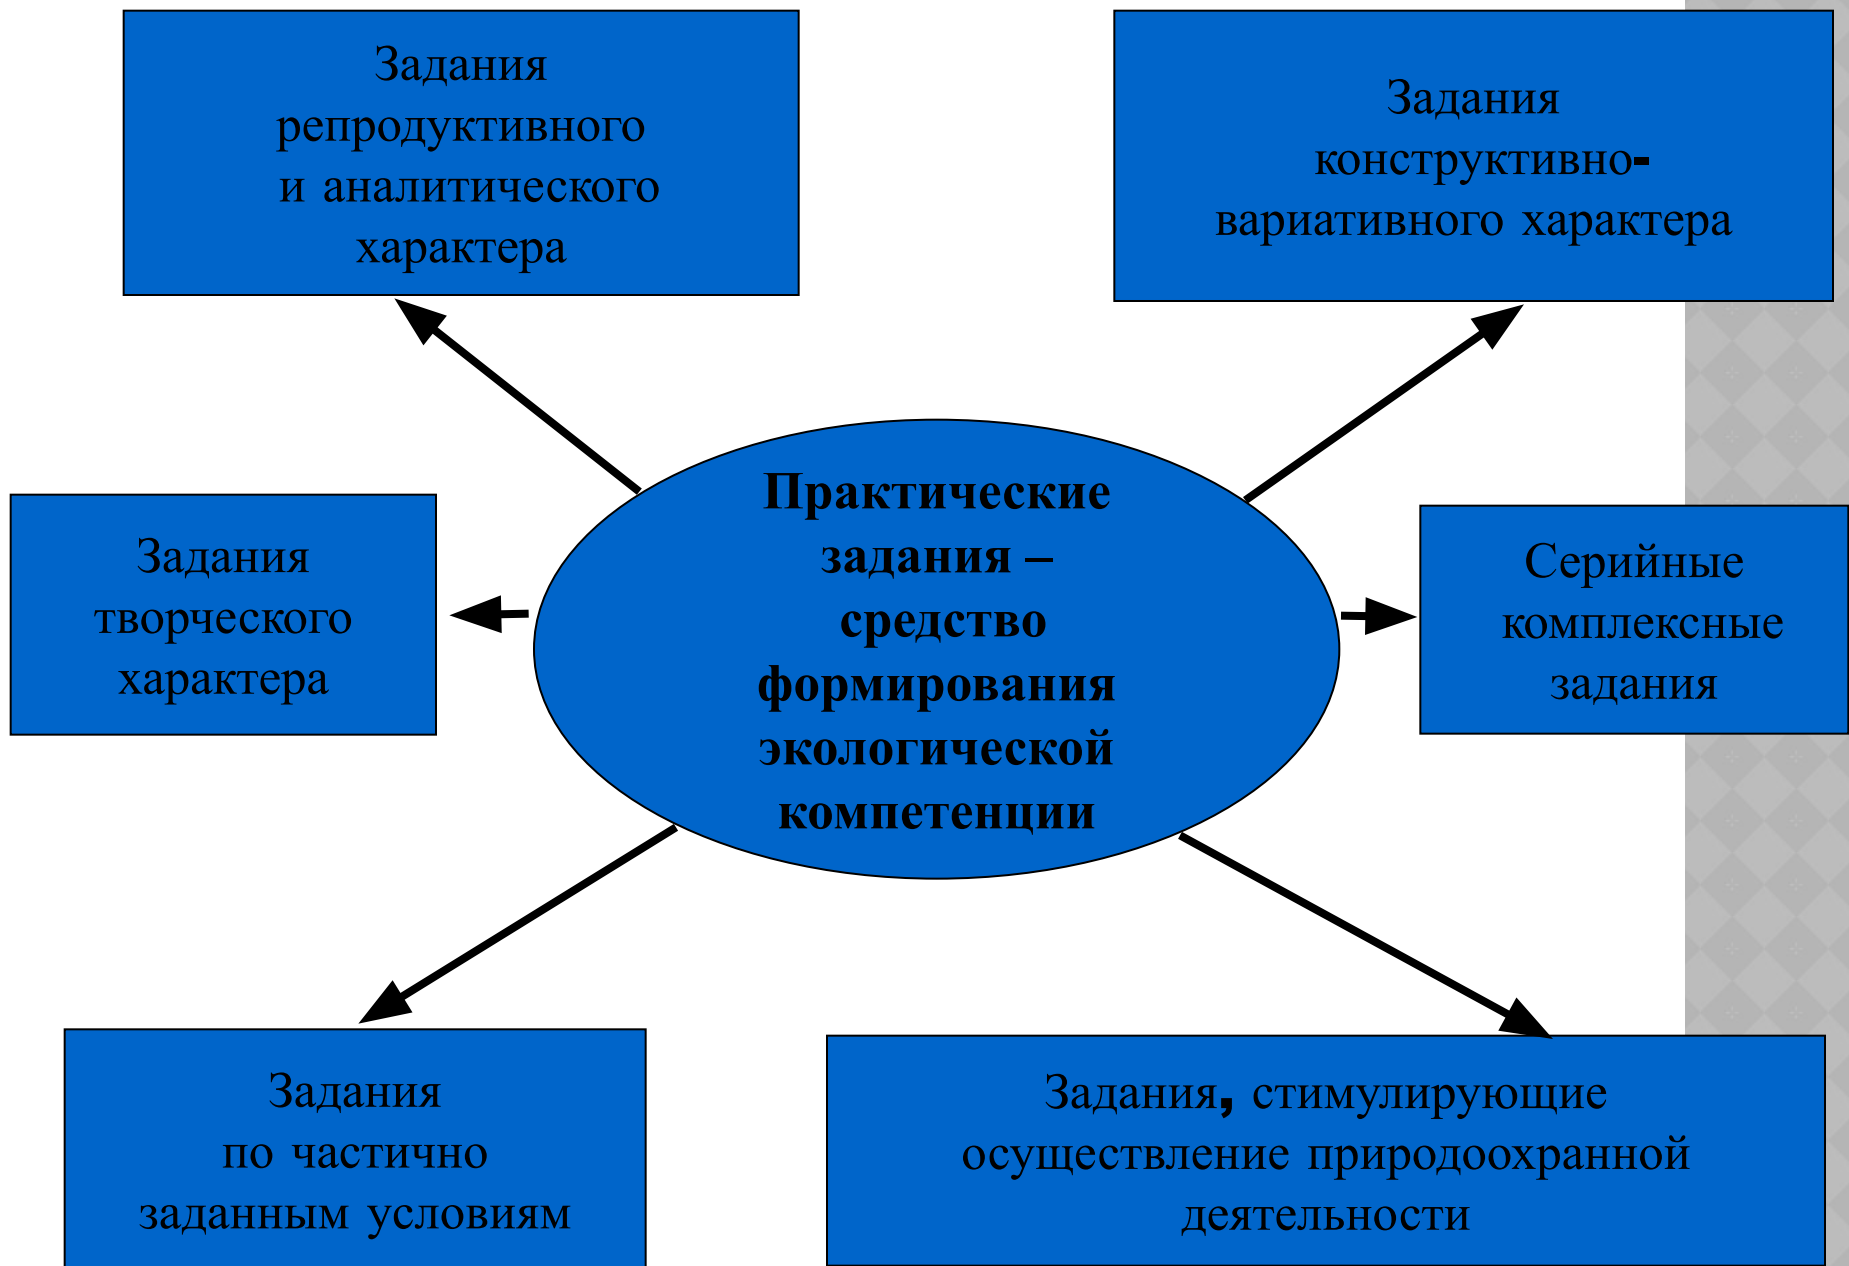 Задания
репродуктивного
и аналитического
характера
Задания
конструктивно-
вариативного характера
Практические
задания –
средство
формирования
экологической
компетенции
Задания
творческого
характера
Серийные
комплексные
задания
Задания
по частично
заданным условиям
Задания, стимулирующие
осуществление природоохранной
деятельности